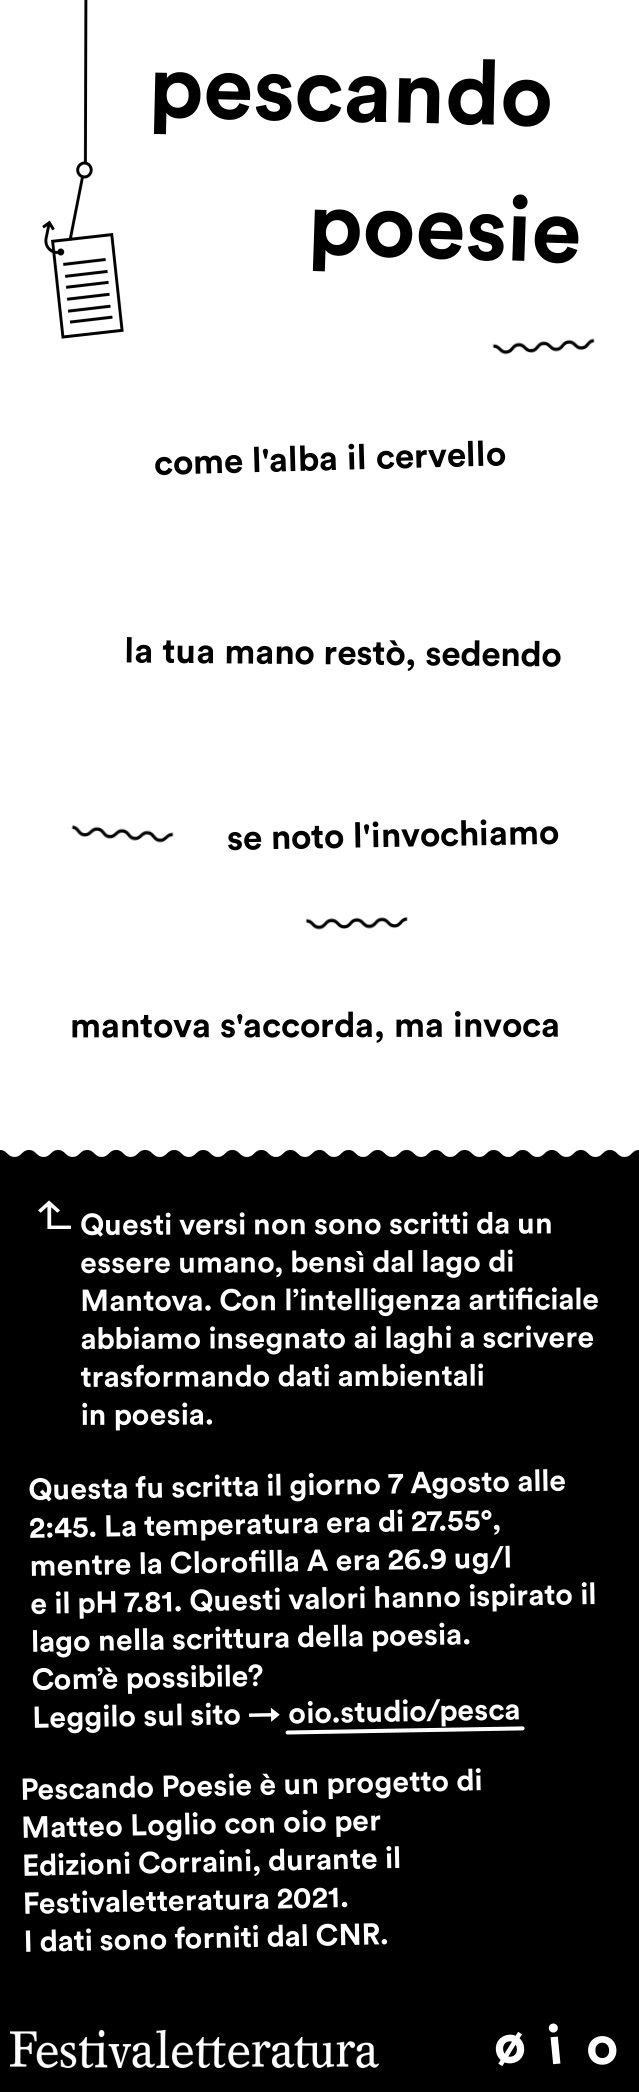 pescando
poesie
come l'alba il cervello
la tua mano restò, sedendo
se noto l'invochiamo
mantova s'accorda, ma invoca
Questi versi non sono scritti da un
essere umano, bensì dal lago di
Mantova. Con l’intelligenza artificiale
abbiamo insegnato ai laghi a scrivere
trasformando dati ambientali
in poesia.
Questa fu scritta il giorno 7 Agosto alle
2:45. La temperatura era di 27.55°,
mentre la Clorofilla A era 26.9 ug/l
e il pH 7.81. Questi valori hanno ispirato il
lago nella scrittura della poesia.
Com’è possibile?
Leggilo sul sito → oio.studio/pesca
Pescando Poesie è un progetto di
Matteo Loglio con oio per
Edizioni Corraini, durante il
Festivaletteratura 2021.
I dati sono forniti dal CNR.
Festivaletteratura
ø i o